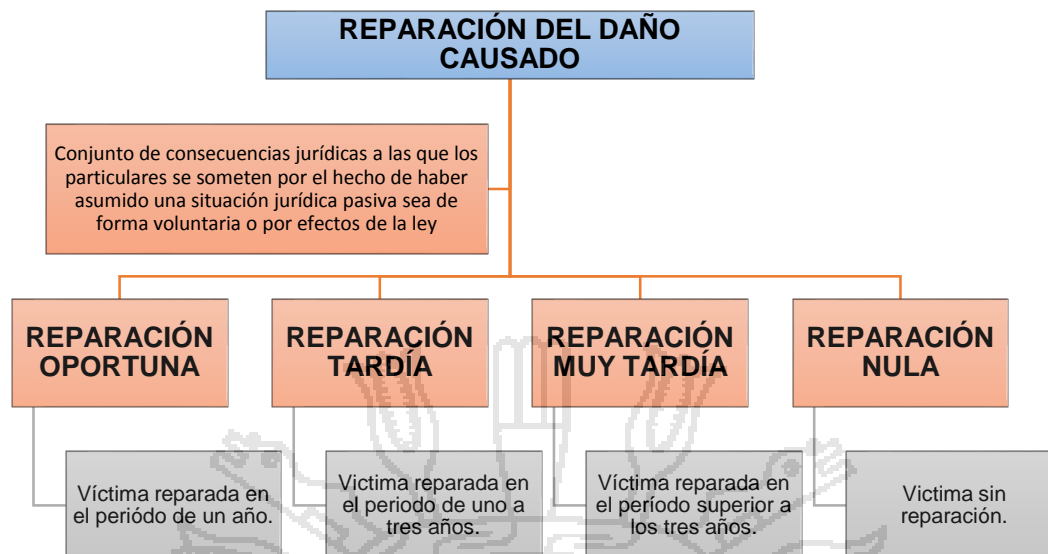 REPARACIÓN DEL DAÑO
CAUSADO
Conjunto de consecuencias jurídicas a las que los
particulares se someten por el hecho de haber
asumido una situación jurídica pasiva sea de
forma voluntaria o por efectos de la ley
REPARACIÓN
OPORTUNA
REPARACIÓN
TARDÍA
REPARACIÓN
MUY TARDÍA
REPARACIÓN
NULA
Víctima reparada en
el periódo de un año.
Victima reparada en
el periodo de uno a
tres años.
Víctima reparada en
el período superior a
los tres años.
Victima sin
reparación.